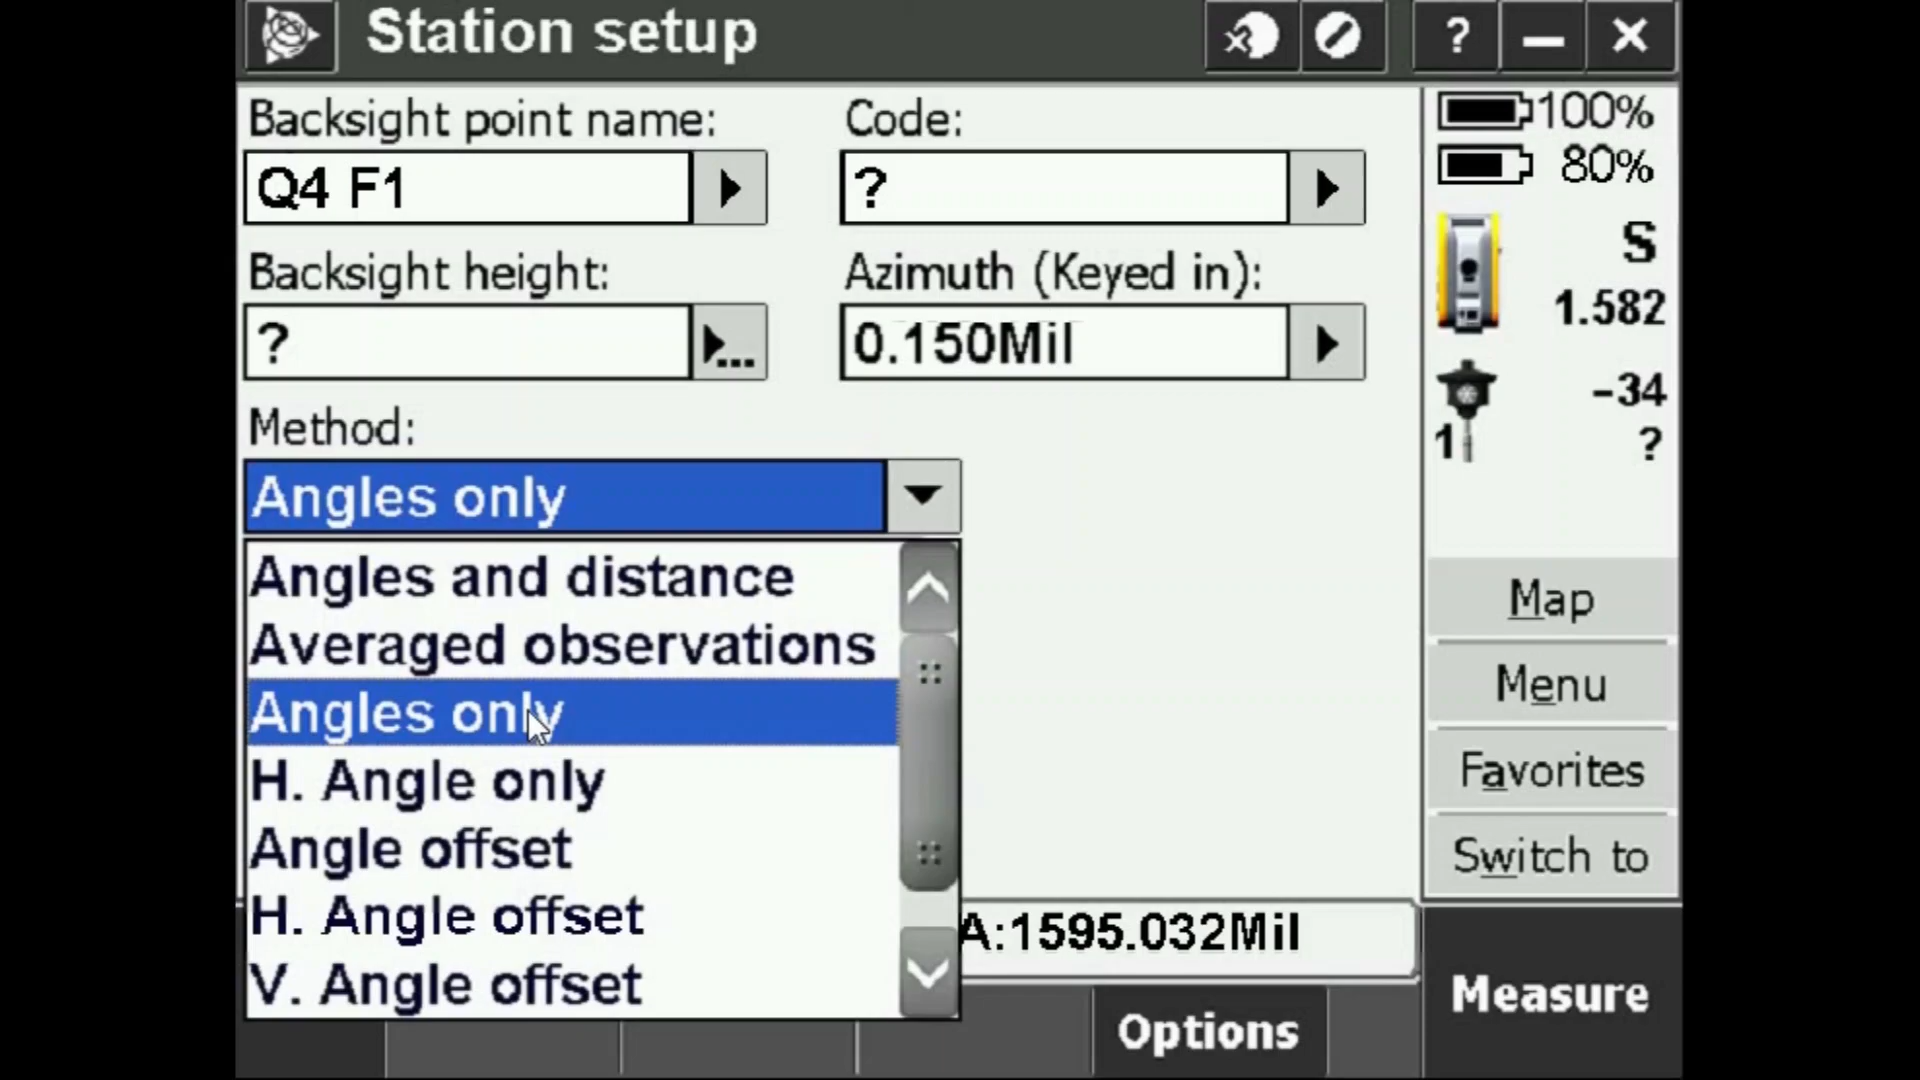 Station setup
?
Backsight point name:
Code:
Q4 F1
?
Backsight height:
Azimuth (Keyed in):
?
0.150Mil
Method:
Angles only
Angles and distance
Averaged observations
Angles only
H. Angle only
Angle offset
H. Angle offset
V. Angle offset
A:1595.032Mil
Options
100%
80%
S
1.582
-34
1
?
Map
Menu
Favorites
Switch to
Measure